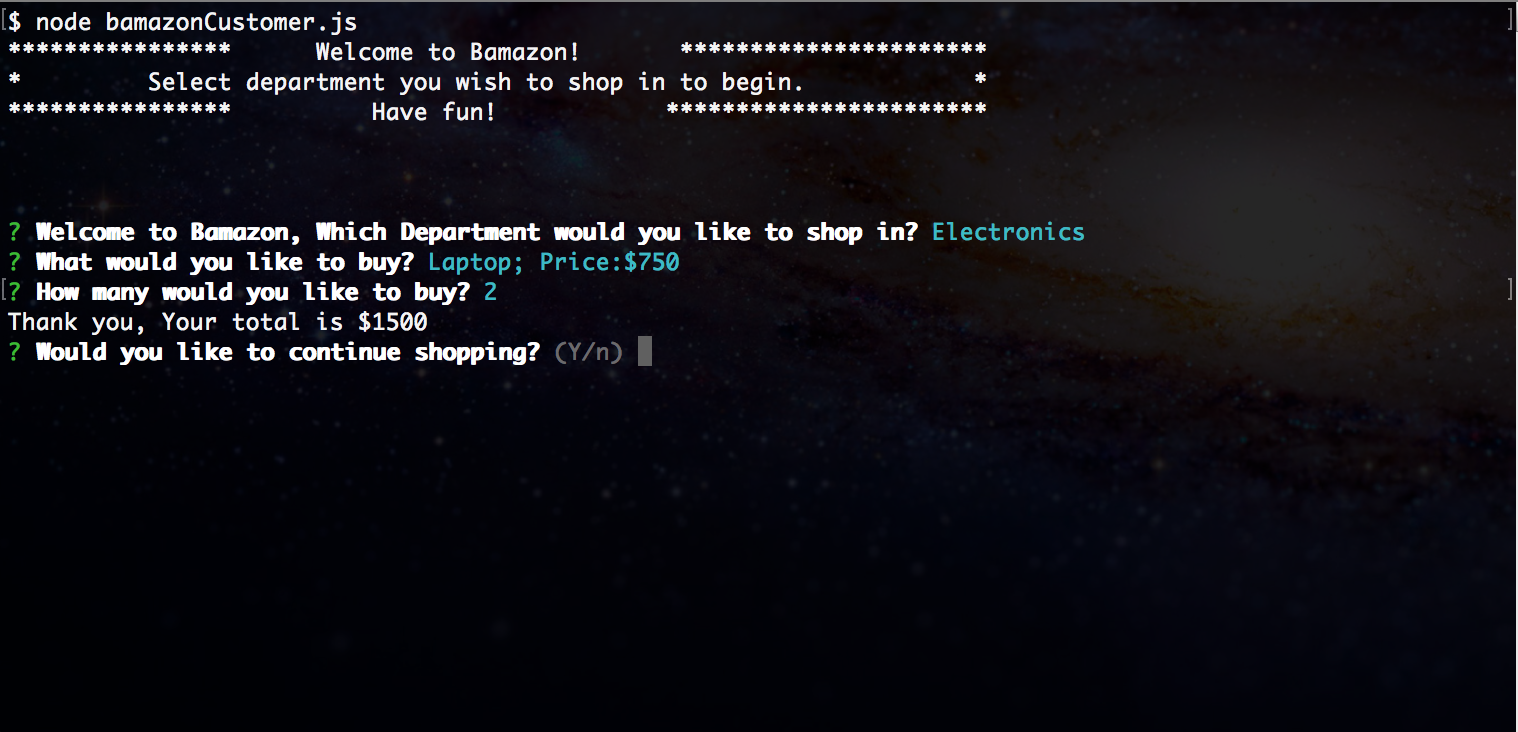 [$ node bamazonCustomer.js ]
**************** Welcome to Bamazon! **********************
* Select department you wish to shop in to begin. *
**************** Have fun! ***********************
? Welcome to Bamazon, Which Department would you like to shop in? Electronics
? What would you like to buy? Laptop; Price:$750
[? How many would you like to buy? 2 ]
Thank you, Your total is $1500
? Would you like to continue shopping? (Y/n)